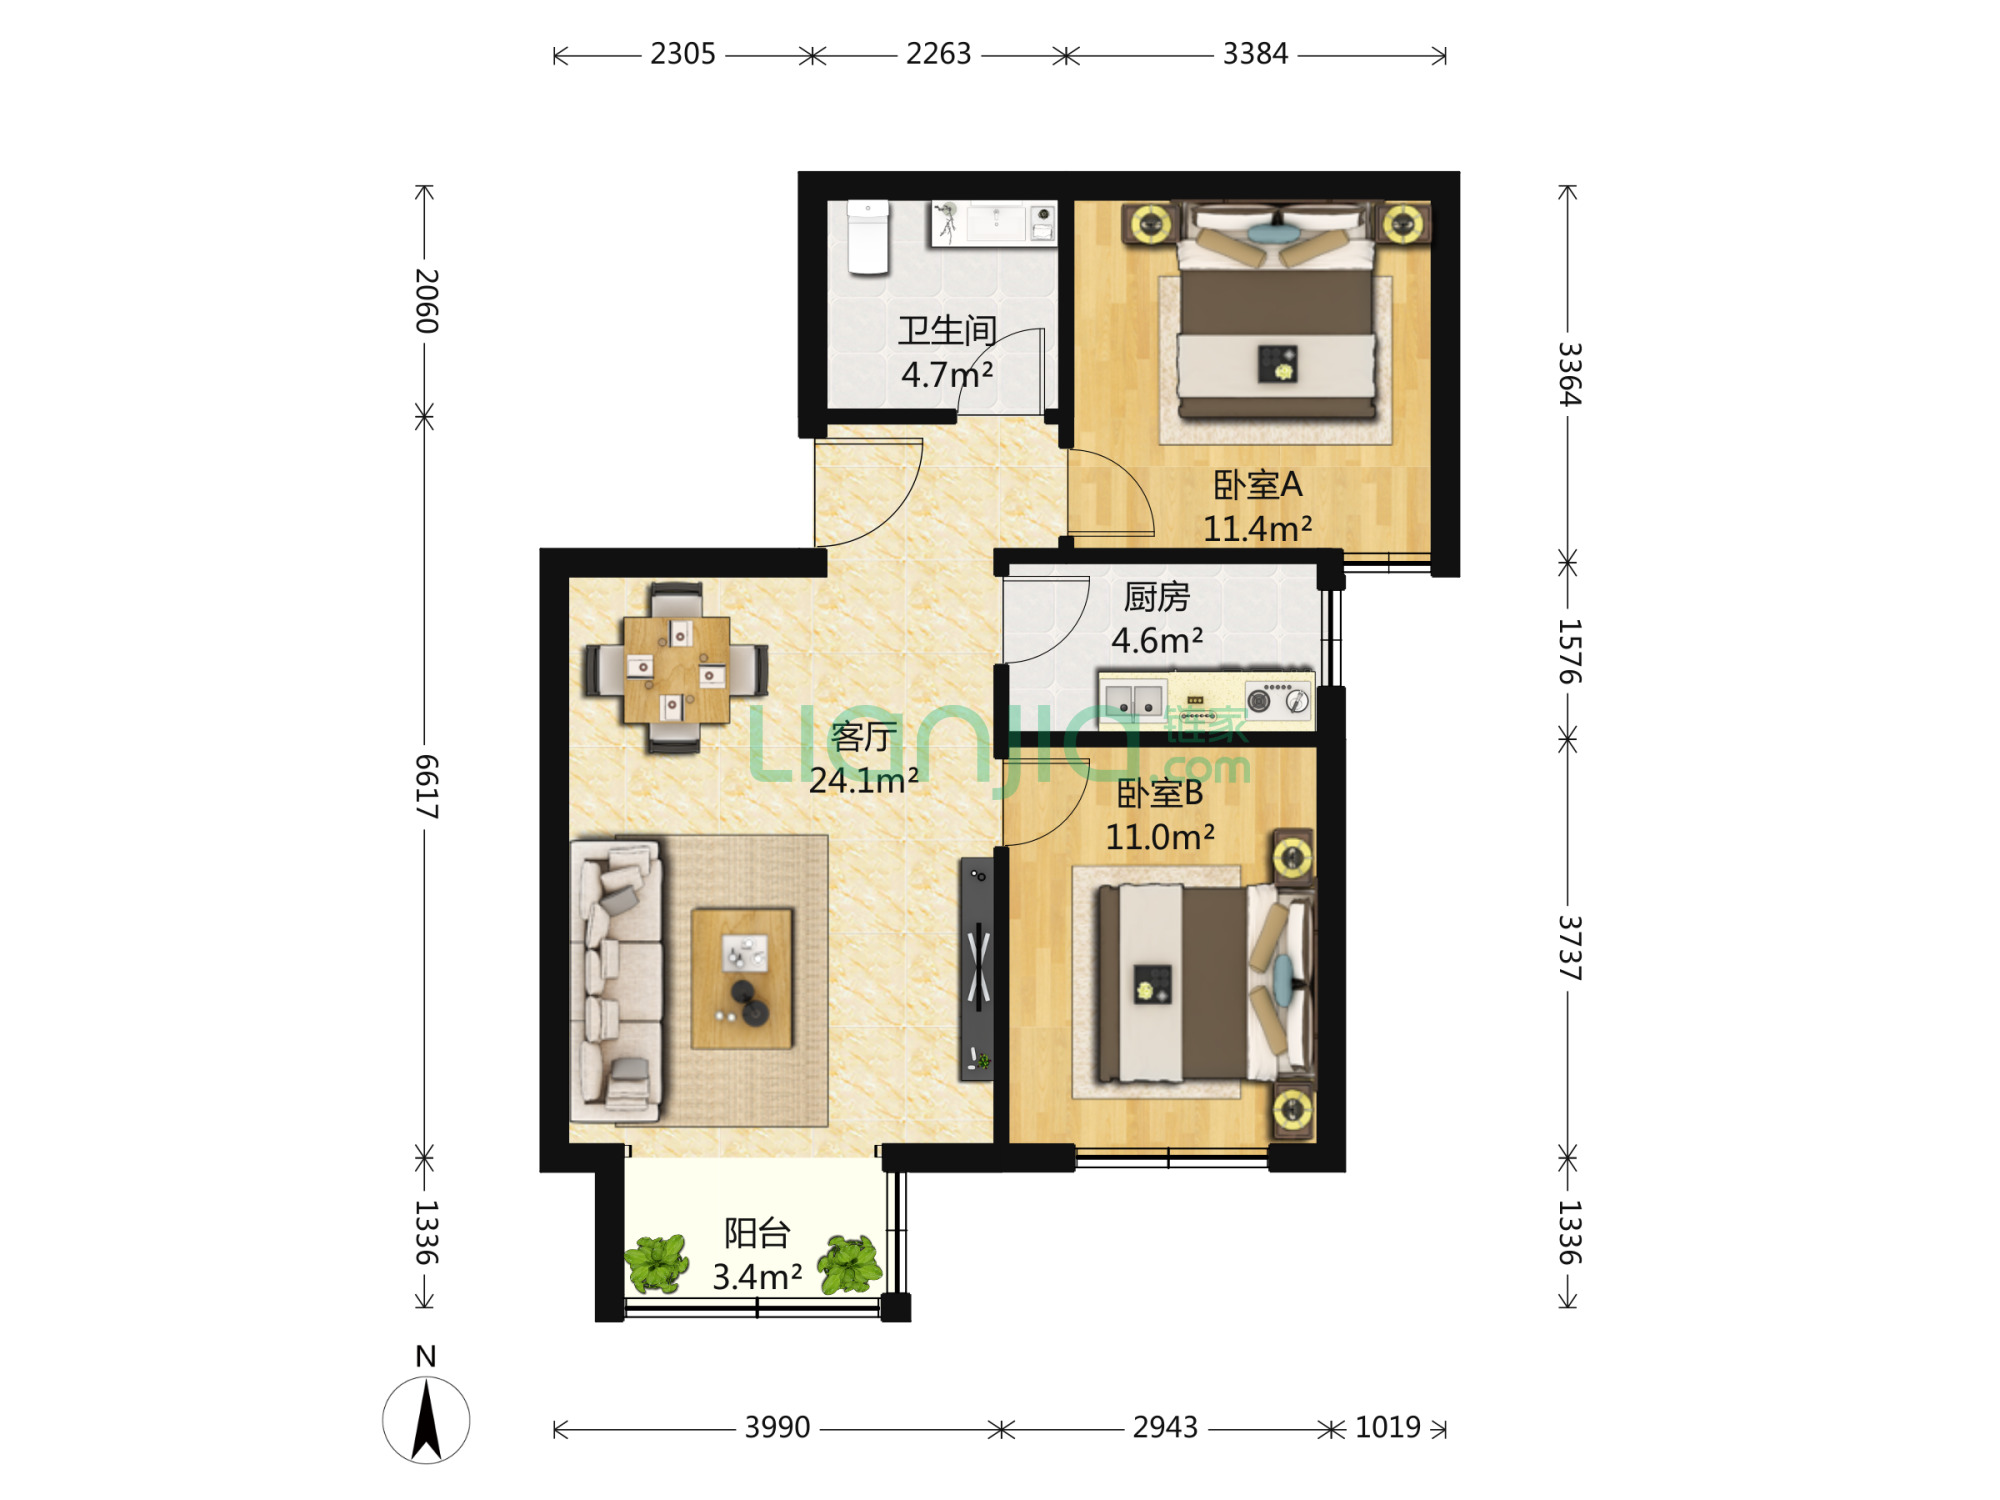 2305 2263 3384
2060
6617
1336
3364
1576
3737
1336
卫生间
4.7m²
卧室A
11.4m²
厨房
4.6m²
客厅
24.1m²
lianjia.链家
.com
卧室B
11.0m²
阳台
3.4m²
N
3990 2943 1019